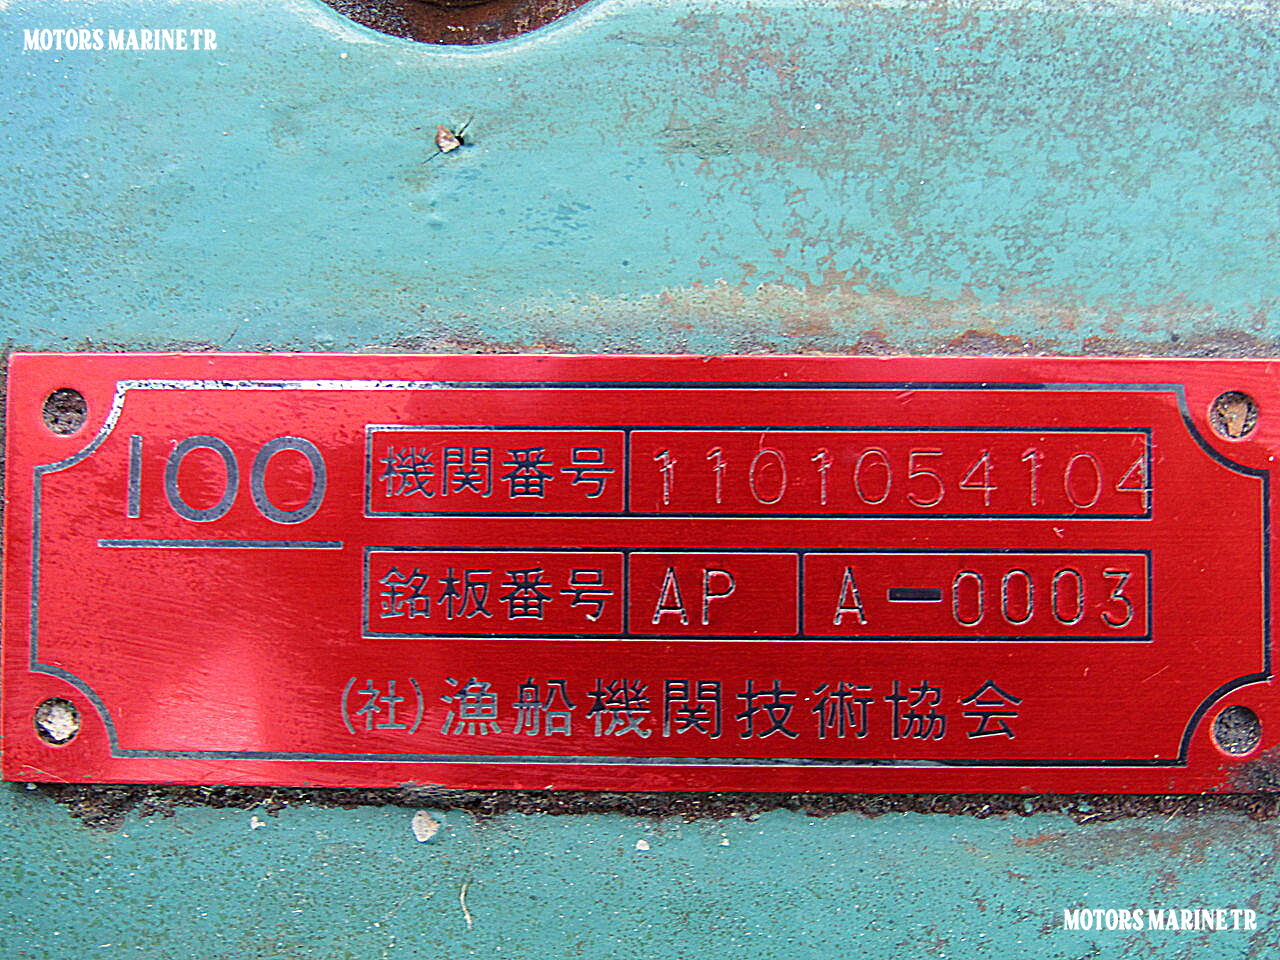 MOTORS MARINE TR
100
機関番号 1101054104
銘板番号 AP A-0003
(社)漁船機関技術協会
MOTORS MARINE TR